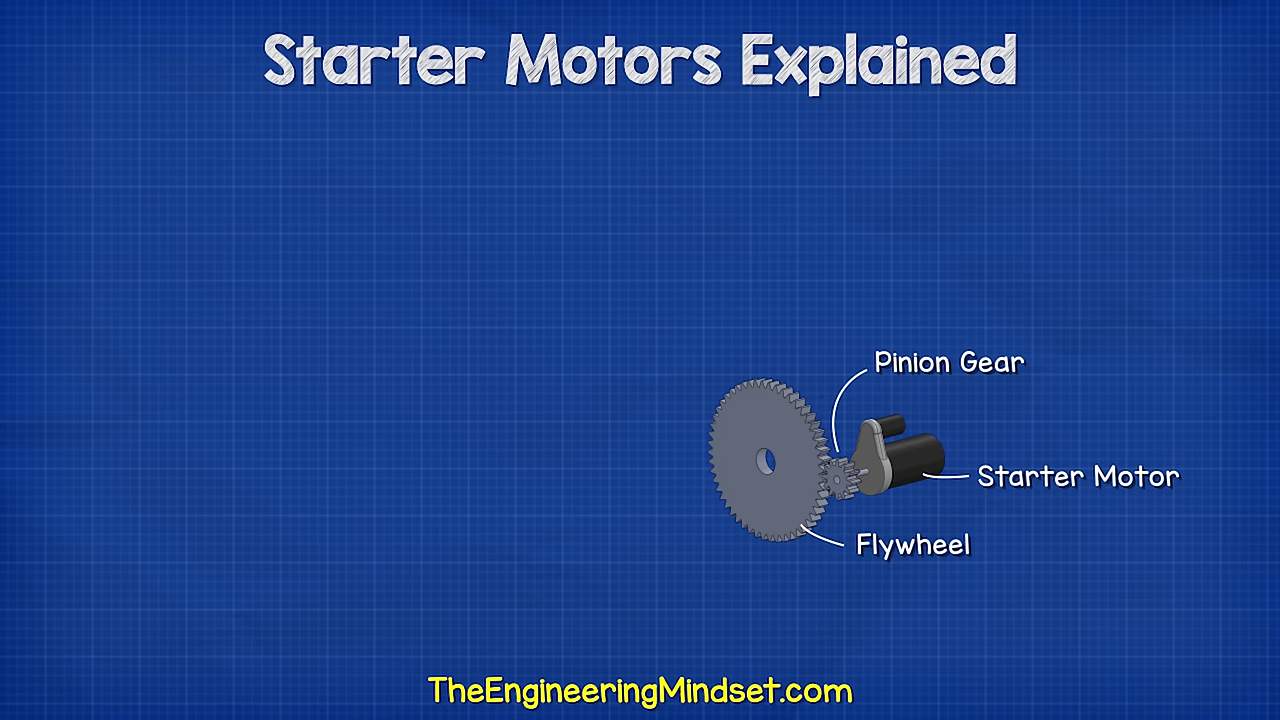 Starter Motors Explained
Pinion Gear
Starter Motor
Flywheel
TheEngineeringMindset.com